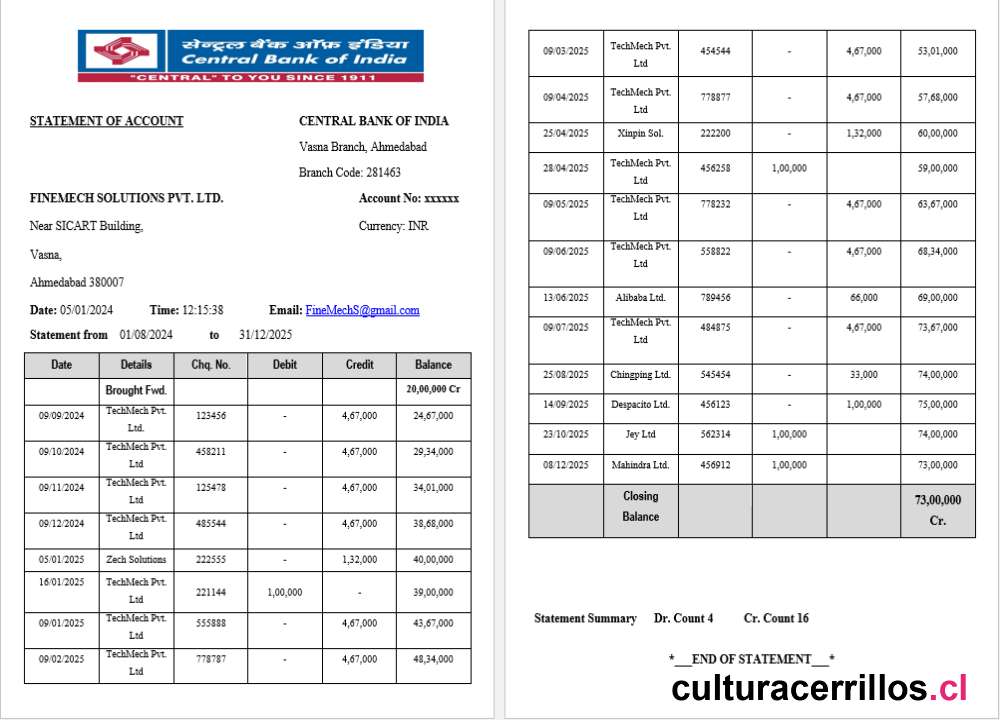 सेन्ट्रल बैंक ऑफ़ इंडिया
Central Bank of India
"CENTRAL" TO YOU SINCE 1911
STATEMENT OF ACCOUNT CENTRAL BANK OF INDIA
Vasna Branch, Ahmedabad
Branch Code: 281463
FINEMECH SOLUTIONS PVT. LTD. Account No: xxxxxx
Near SICART Building, Currency: INR
Vasna,
Ahmedabad 380007
Date: 05/01/2024 Time: 12:15:38 Email: FineMechS@gmail.com
Statement from 01/08/2024 to 31/12/2025
Date Details Chq. No. Debit Credit Balance
Brought Fwd. 20,00,000 Cr
09/09/2024 TechMech Pvt. Ltd. 123456 - 4,67,000 24,67,000
09/10/2024 TechMech Pvt. Ltd 458211 - 4,67,000 29,34,000
09/11/2024 TechMech Pvt. Ltd 125478 - 4,67,000 34,01,000
09/12/2024 TechMech Pvt. Ltd 485544 - 4,67,000 38,68,000
05/01/2025 Zech Solutions 222555 - 1,32,000 40,00,000
16/01/2025 TechMech Pvt. Ltd 221144 1,00,000 - 39,00,000
09/01/2025 TechMech Pvt. Ltd 555888 - 4,67,000 43,67,000
09/02/2025 TechMech Pvt. Ltd 778787 - 4,67,000 48,34,000
09/03/2025 TechMech Pvt. Ltd 454544 - 4,67,000 53,01,000
09/04/2025 TechMech Pvt. Ltd 778877 - 4,67,000 57,68,000
25/04/2025 Xinpin Sol. 222200 - 1,32,000 60,00,000
28/04/2025 TechMech Pvt. Ltd 456258 1,00,000 59,00,000
09/05/2025 TechMech Pvt. Ltd 778232 - 4,67,000 63,67,000
09/06/2025 TechMech Pvt. Ltd 558822 - 4,67,000 68,34,000
13/06/2025 Alibaba Ltd. 789456 - 66,000 69,00,000
09/07/2025 TechMech Pvt. Ltd 484875 - 4,67,000 73,67,000
25/08/2025 Chingping Ltd. 545454 - 33,000 74,00,000
14/09/2025 Despacito Ltd. 456123 - 1,00,000 75,00,000
23/10/2025 Jey Ltd 562314 1,00,000 74,00,000
08/12/2025 Mahindra Ltd. 456912 1,00,000 73,00,000
Closing Balance 73,00,000 Cr.
Statement Summary Dr. Count 4 Cr. Count 16
*___END OF STATEMENT___*
culturacerrillos.cl